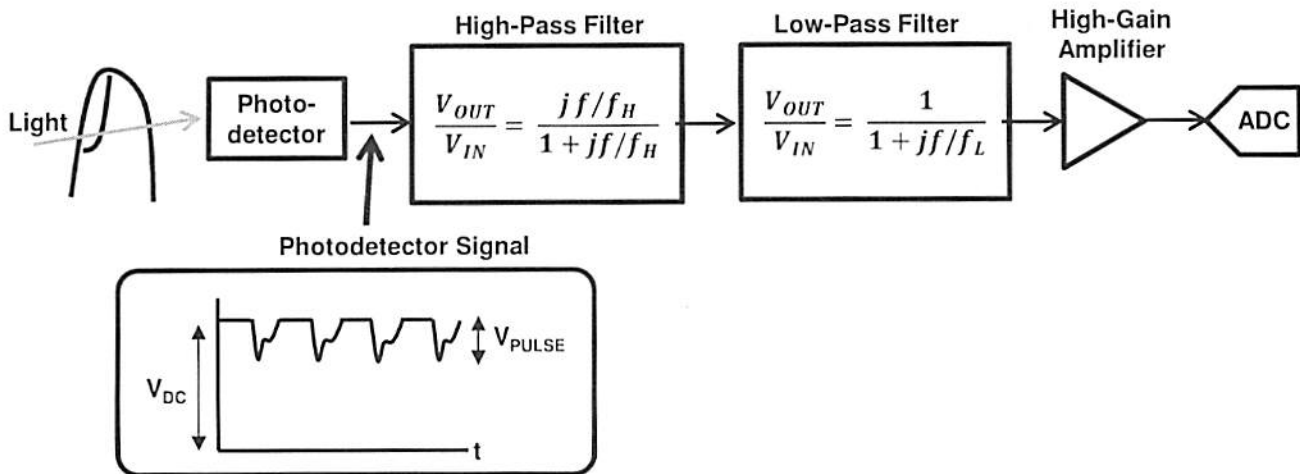 High-Pass Filter
Low-Pass Filter
High-Gain
Amplifier
Light
Photo-
detector
V_OUT/V_IN = (jf/f_H)/(1 + jf/f_H)
V_OUT/V_IN = 1/(1 + jf/f_L)
ADC
Photodetector Signal
V_DC
V_PULSE
t